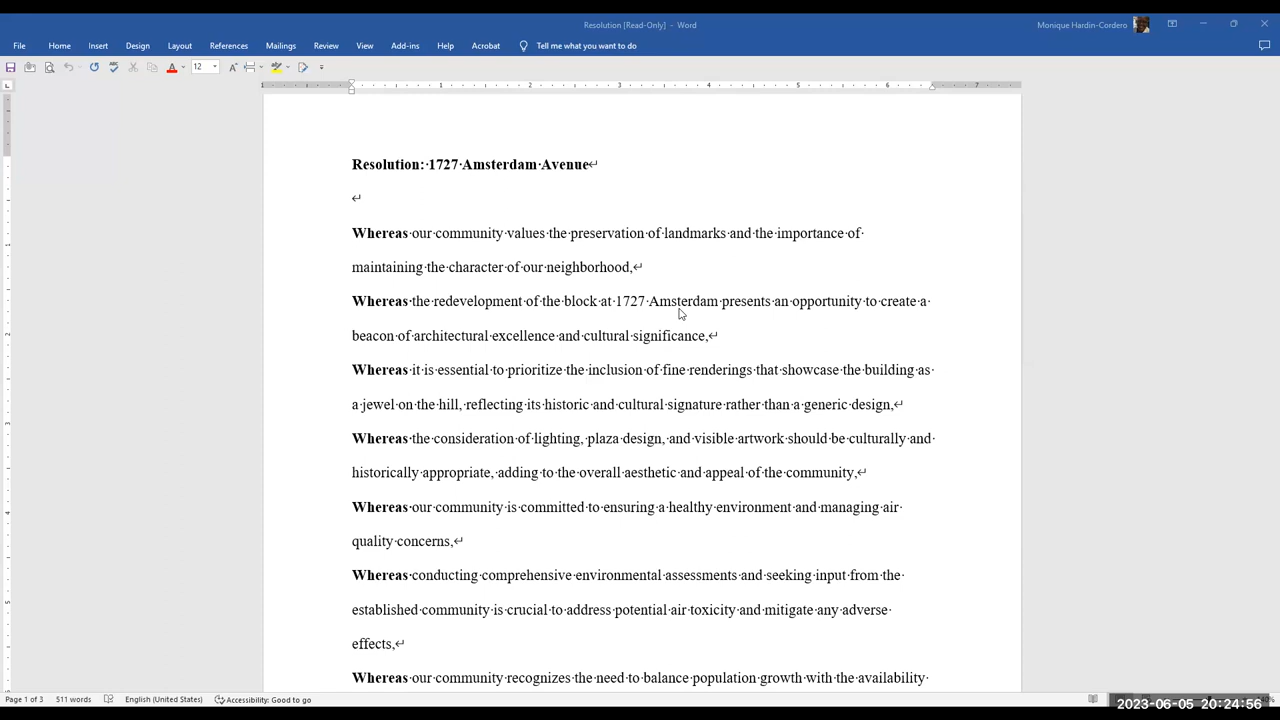 Resolution [Read-Only] - Word
Monique Hardin-Cordero
File Home Insert Design Layout References Mailings Review View Add-ins Help Acrobat Tell me what you want to do
12
1 1 2 3 4 5 6 7
Resolution: 1727 Amsterdam Avenue
Whereas our community values the preservation of landmarks and the importance of
maintaining the character of our neighborhood,
Whereas the redevelopment of the block at 1727 Amsterdam presents an opportunity to create a
beacon of architectural excellence and cultural significance,
Whereas it is essential to prioritize the inclusion of fine renderings that showcase the building as
a jewel on the hill, reflecting its historic and cultural signature rather than a generic design,
Whereas the consideration of lighting, plaza design, and visible artwork should be culturally and
historically appropriate, adding to the overall aesthetic and appeal of the community,
Whereas our community is committed to ensuring a healthy environment and managing air
quality concerns,
Whereas conducting comprehensive environmental assessments and seeking input from the
established community is crucial to address potential air toxicity and mitigate any adverse
effects,
Whereas our community recognizes the need to balance population growth with the availability
Page 1 of 3 511 words English (United States) Accessibility: Good to go
2023-06-05 20:24:56